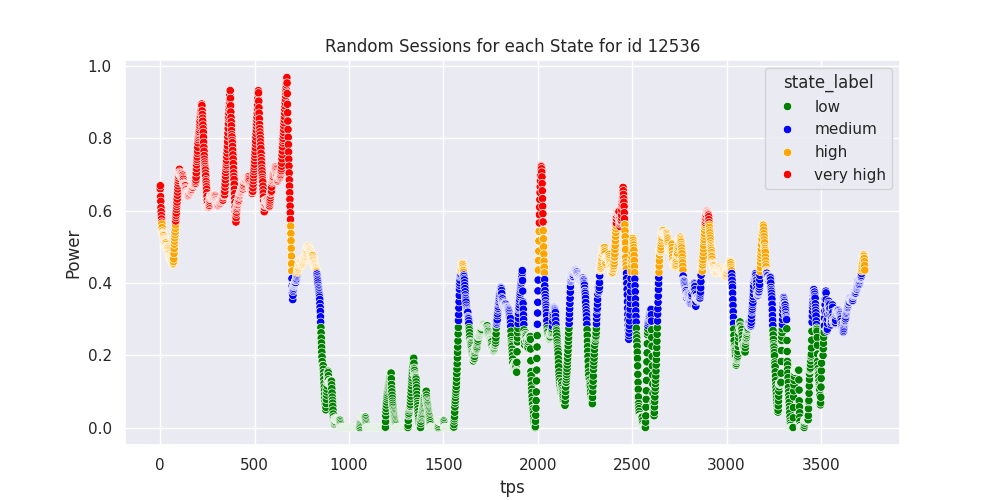 Random Sessions for each State for id 12536
state_label
low
medium
high
very high
Power
1.0
0.8
0.6
0.4
0.2
0.0
0 500 1000 1500 2000 2500 3000 3500
tps